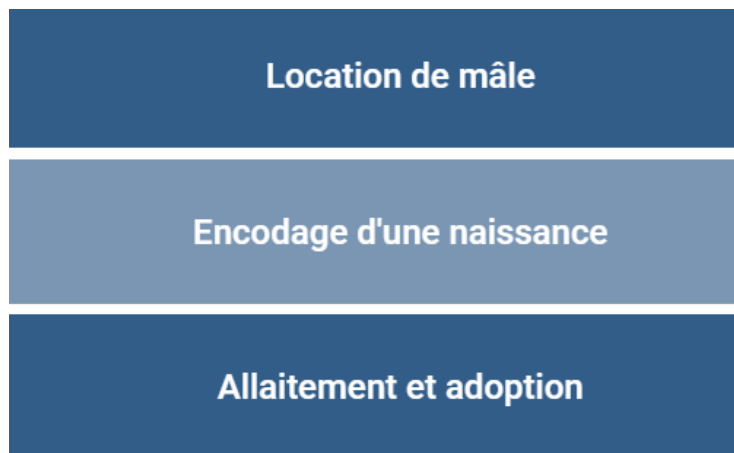 Location de mâle
Encodage d'une naissance
Allaitement et adoption